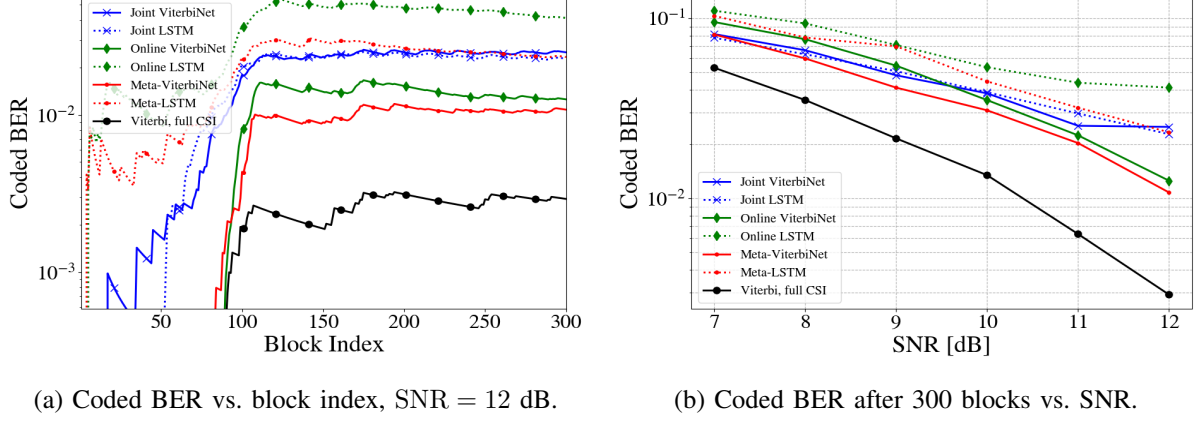 Joint ViterbiNet
Joint LSTM
Online ViterbiNet
Online LSTM
Meta-ViterbiNet
Meta-LSTM
Viterbi, full CSI
Coded BER
10⁻²
10⁻³
50
100
150
200
250
300
Block Index
(a) Coded BER vs. block index, SNR = 12 dB.
Coded BER
10⁻¹
10⁻²
Joint ViterbiNet
Joint LSTM
Online ViterbiNet
Online LSTM
Meta-ViterbiNet
Meta-LSTM
Viterbi, full CSI
7
8
9
10
11
12
SNR [dB]
(b) Coded BER after 300 blocks vs. SNR.